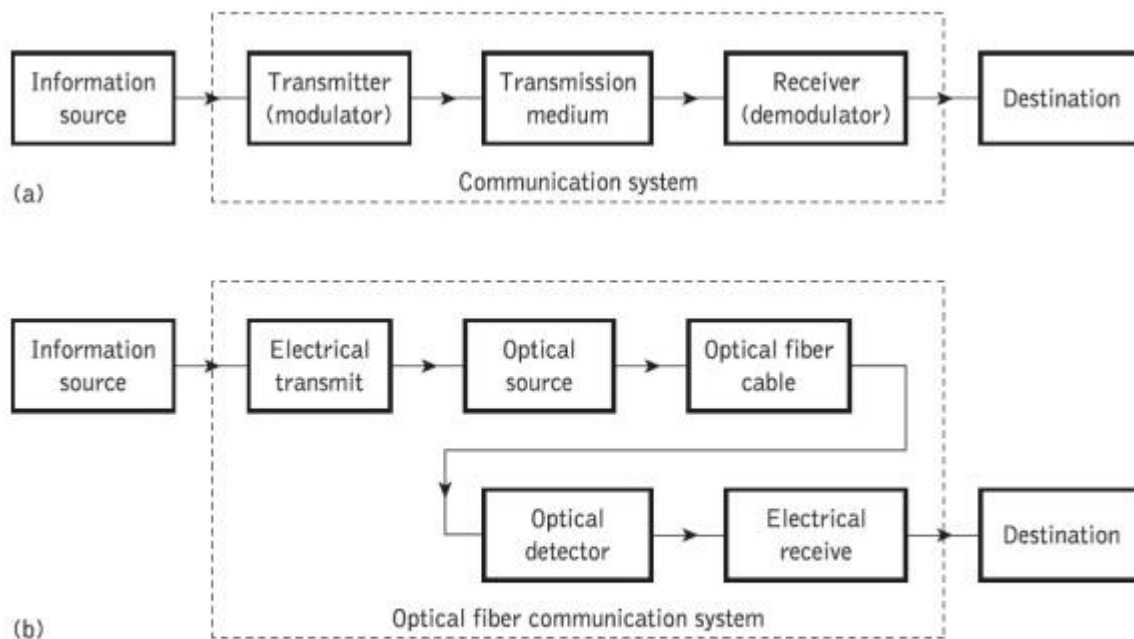 Information
source
Transmitter
(modulator)
Transmission
medium
Receiver
(demodulator)
Destination
Communication system
(a)
Information
source
Electrical
transmit
Optical
source
Optical fiber
cable
Optical
detector
Electrical
receive
Destination
Optical fiber communication system
(b)